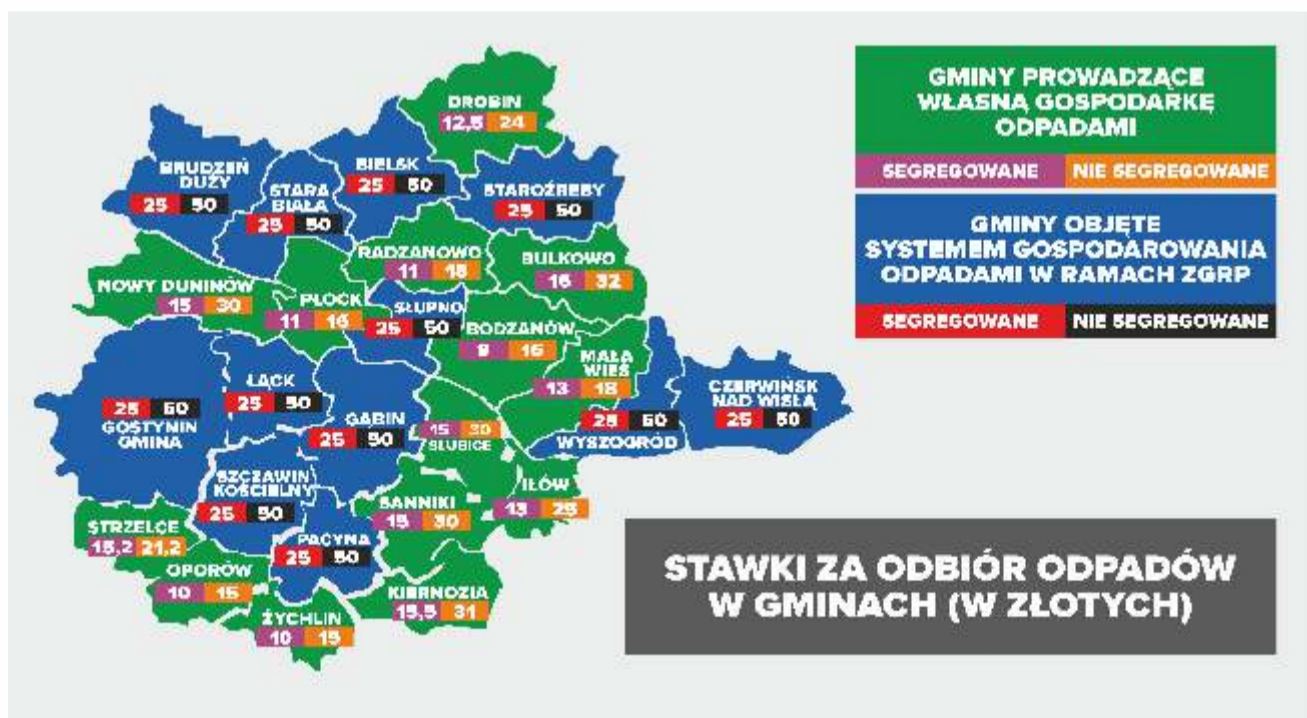 DROBIN
12,5 24
BRUDZEŃ
DUŻY
25 50
STARA
BIAŁA
25 50
BIELSK
25 50
STAROŹREBY
25 50
RADZANOWO
11 18
BULKOWO
16 32
NOWY DUNINÓW
15 30
PŁOCK
11 16
SŁUPNO
25 50
BODZANÓW
9 16
MAŁA
WIEŚ
13 18
CZERWIŃSK
NAD WISŁĄ
25 50
25 50
WYSZOGRÓD
25 50
GOSTYNIN
GMINA
ŁĄCK
25 50
GĄBIN
25 50
15 30
SŁUBICE
SZCZAWIN
KOŚCIELNY
25 50
SANNIKI
15 30
IŁÓW
13 25
STRZELCE
15,2 21,2
PACYNA
25 50
OPORÓW
10 15
KIERNOZIA
15,5 31
ŻYCHLIN
10 15
GMINY PROWADZĄCE
WŁASNĄ GOSPODARKĘ
ODPADAMI
SEGREGOWANE NIE SEGREGOWANE
GMINY OBJĘTE
SYSTEMEM GOSPODAROWANIA
ODPADAMI W RAMACH ZGRP
SEGREGOWANE NIE SEGREGOWANE
STAWKI ZA ODBIÓR ODPADÓW
W GMINACH (W ZŁOTYCH)